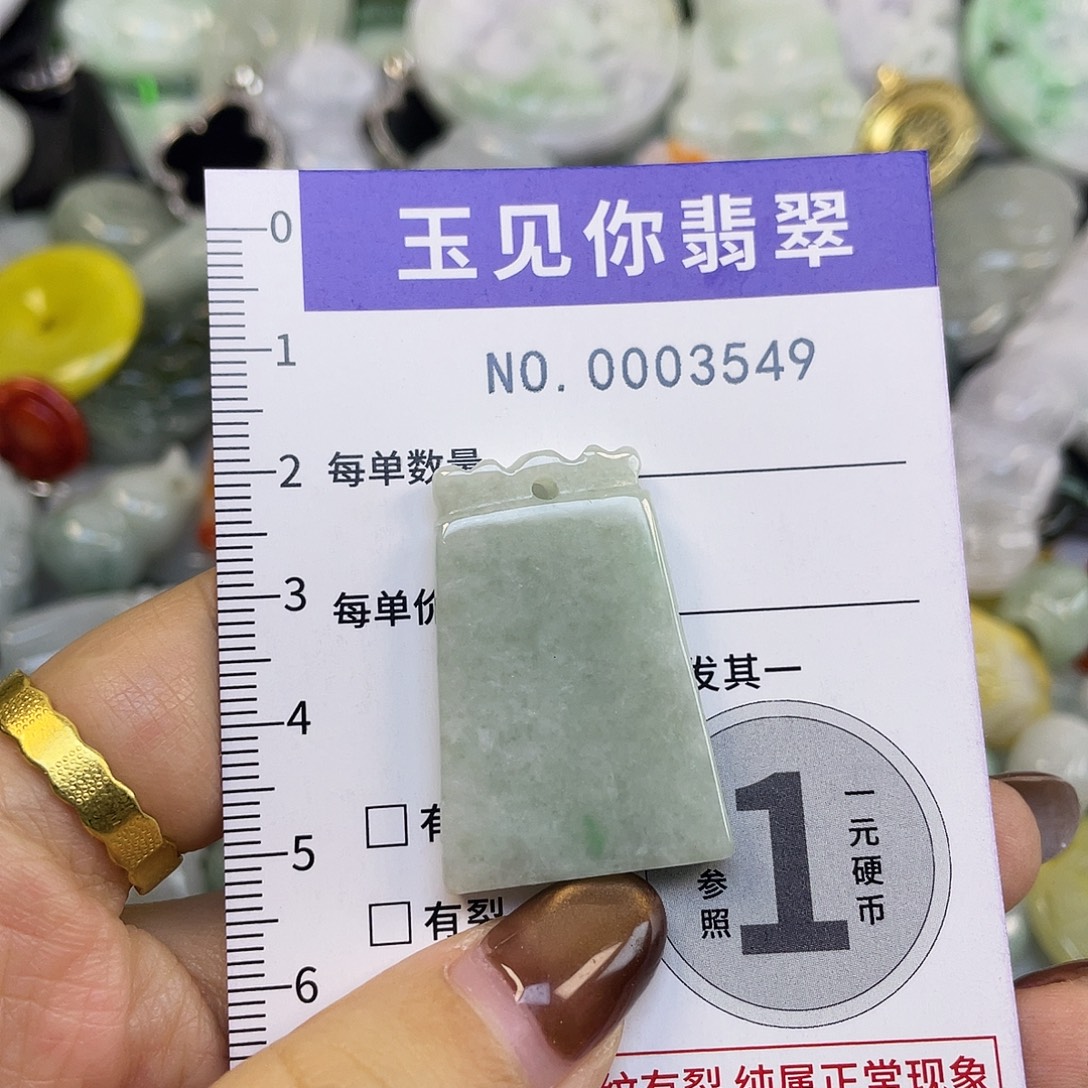 玉见你翡翠
NO. 0003549
0
1
2
3
4
5
6
每单数量
每单价
发其一
□ 有
□ 有裂
参照
1
一元硬币
纹有裂 纯属正常现象